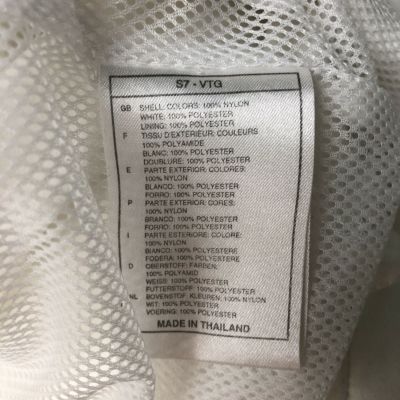 S7 - VTG
GB SHELL: COLORS: 100% NYLON
WHITE: 100% POLYESTER
LINING: 100% POLYESTER
F TISSU D'EXTERIEUR: COULEURS
100% POLYAMIDE
BLANC: 100% POLYESTER
DOUBLURE: 100% POLYESTER
E PARTE EXTERIOR: COLORES:
100% NYLON
BLANCO: 100% POLYESTER
FORRO: 100% POLYESTER
P PARTE EXTERIOR: CORES:
100% NYLON
BRANCO: 100% POLYESTER
FORRO: 100% POLYESTER
I PARTE ESTERIORE: COLORE:
100% NYLON
BIANCO: 100% POLYESTERE
FODERA: 100% POLYESTERE
D OBERSTOFF: FARBEN:
100% POLYAMID
WEISS: 100% POLYESTER
FUTTERSTOFF: 100% POLYESTER
NL BOVENSTOF: KLEUREN: 100% NYLON
WIT: 100% POLYESTER
VOERING: 100% POLYESTER
MADE IN THAILAND